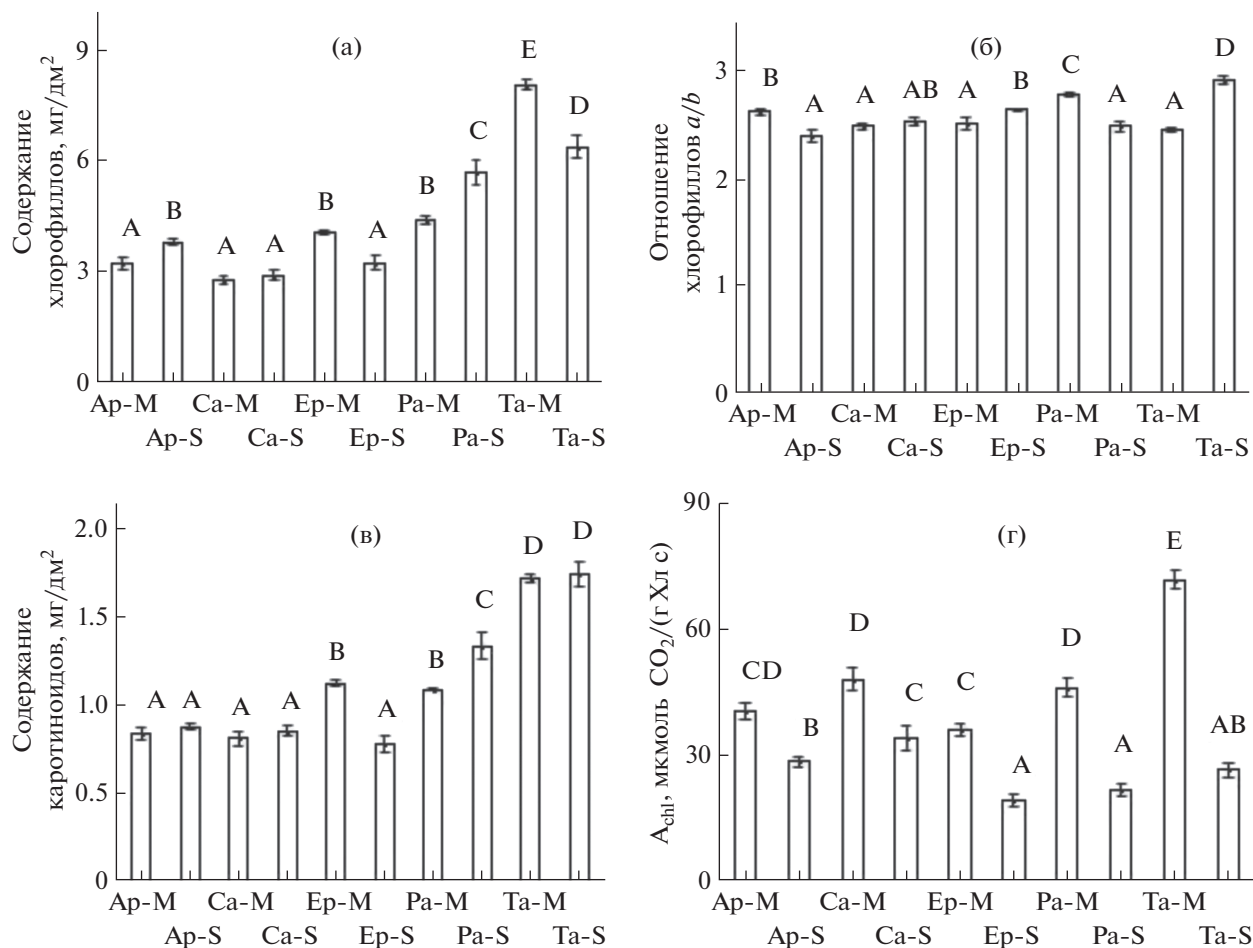 (а)
Содержание
хлорофиллов, мг/дм²
9
6
3
0
A
B
A
A
B
A
B
C
E
D
Ap-M
Ca-M
Ep-M
Pa-M
Ta-M
Ap-S
Ca-S
Ep-S
Pa-S
Ta-S
(б)
Отношение
хлорофиллов a/b
3
2
1
0
B
A
A
AB
A
B
C
A
A
D
Ap-M
Ca-M
Ep-M
Pa-M
Ta-M
Ap-S
Ca-S
Ep-S
Pa-S
Ta-S
(в)
Содержание
каротиноидов, мг/дм²
2.0
1.5
1.0
0.5
0
A
A
A
A
B
A
B
C
D
D
Ap-M
Ca-M
Ep-M
Pa-M
Ta-M
Ap-S
Ca-S
Ep-S
Pa-S
Ta-S
(г)
A_chl, мкмоль CO₂/(г Хл с)
90
60
30
0
CD
B
D
C
C
A
D
A
E
AB
Ap-M
Ca-M
Ep-M
Pa-M
Ta-M
Ap-S
Ca-S
Ep-S
Pa-S
Ta-S